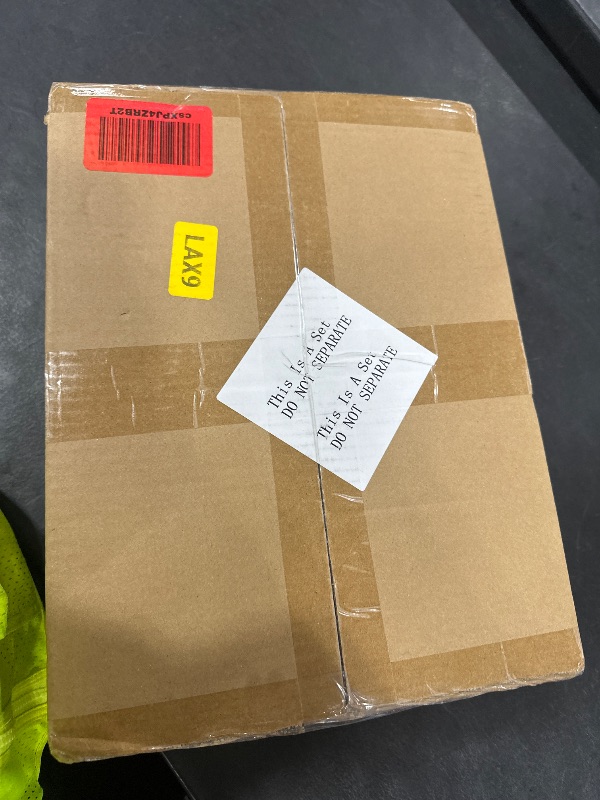 csXPJ4ZRB2T
LAX9
This Is A Set
DO NOT SEPARATE
This Is A Set
DO NOT SEPARATE